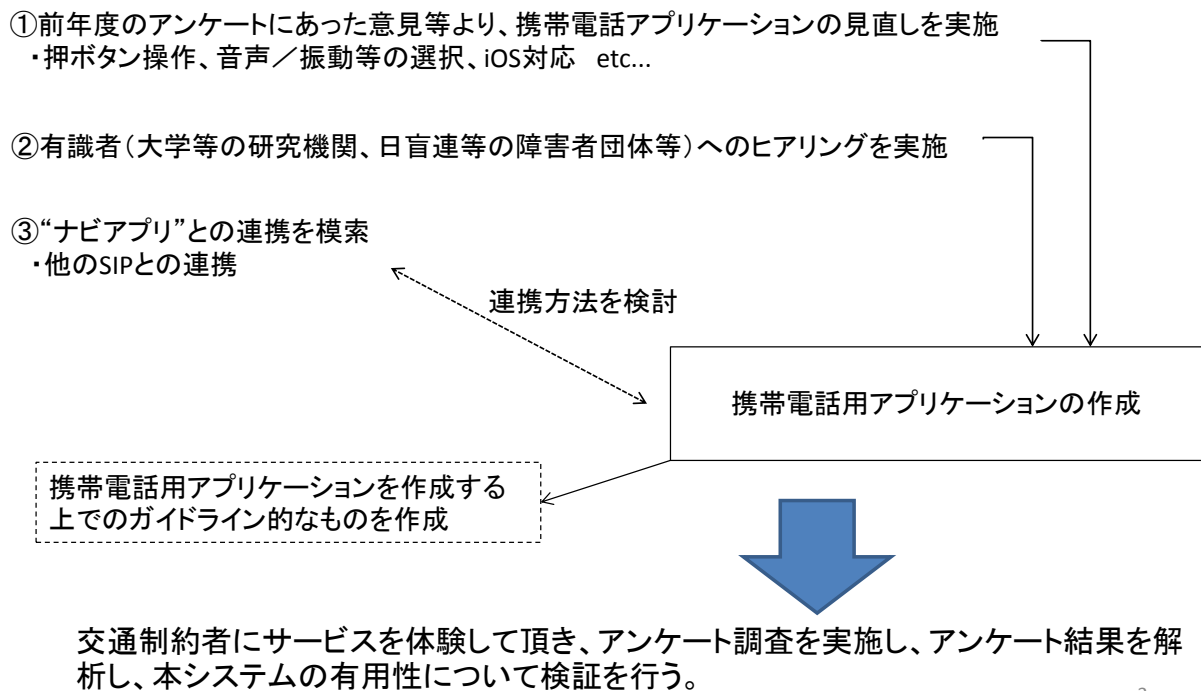 ①前年度のアンケートにあった意見等より、携帯電話アプリケーションの見直しを実施
・押ボタン操作、音声／振動等の選択、iOS対応 etc...
②有識者（大学等の研究機関、日盲連等の障害者団体等）へのヒアリングを実施
③“ナビアプリ”との連携を模索
・他のSIPとの連携
連携方法を検討
携帯電話用アプリケーションの作成
携帯電話用アプリケーションを作成する
上でのガイドライン的なものを作成
交通制約者にサービスを体験して頂き、アンケート調査を実施し、アンケート結果を解
析し、本システムの有用性について検証を行う。